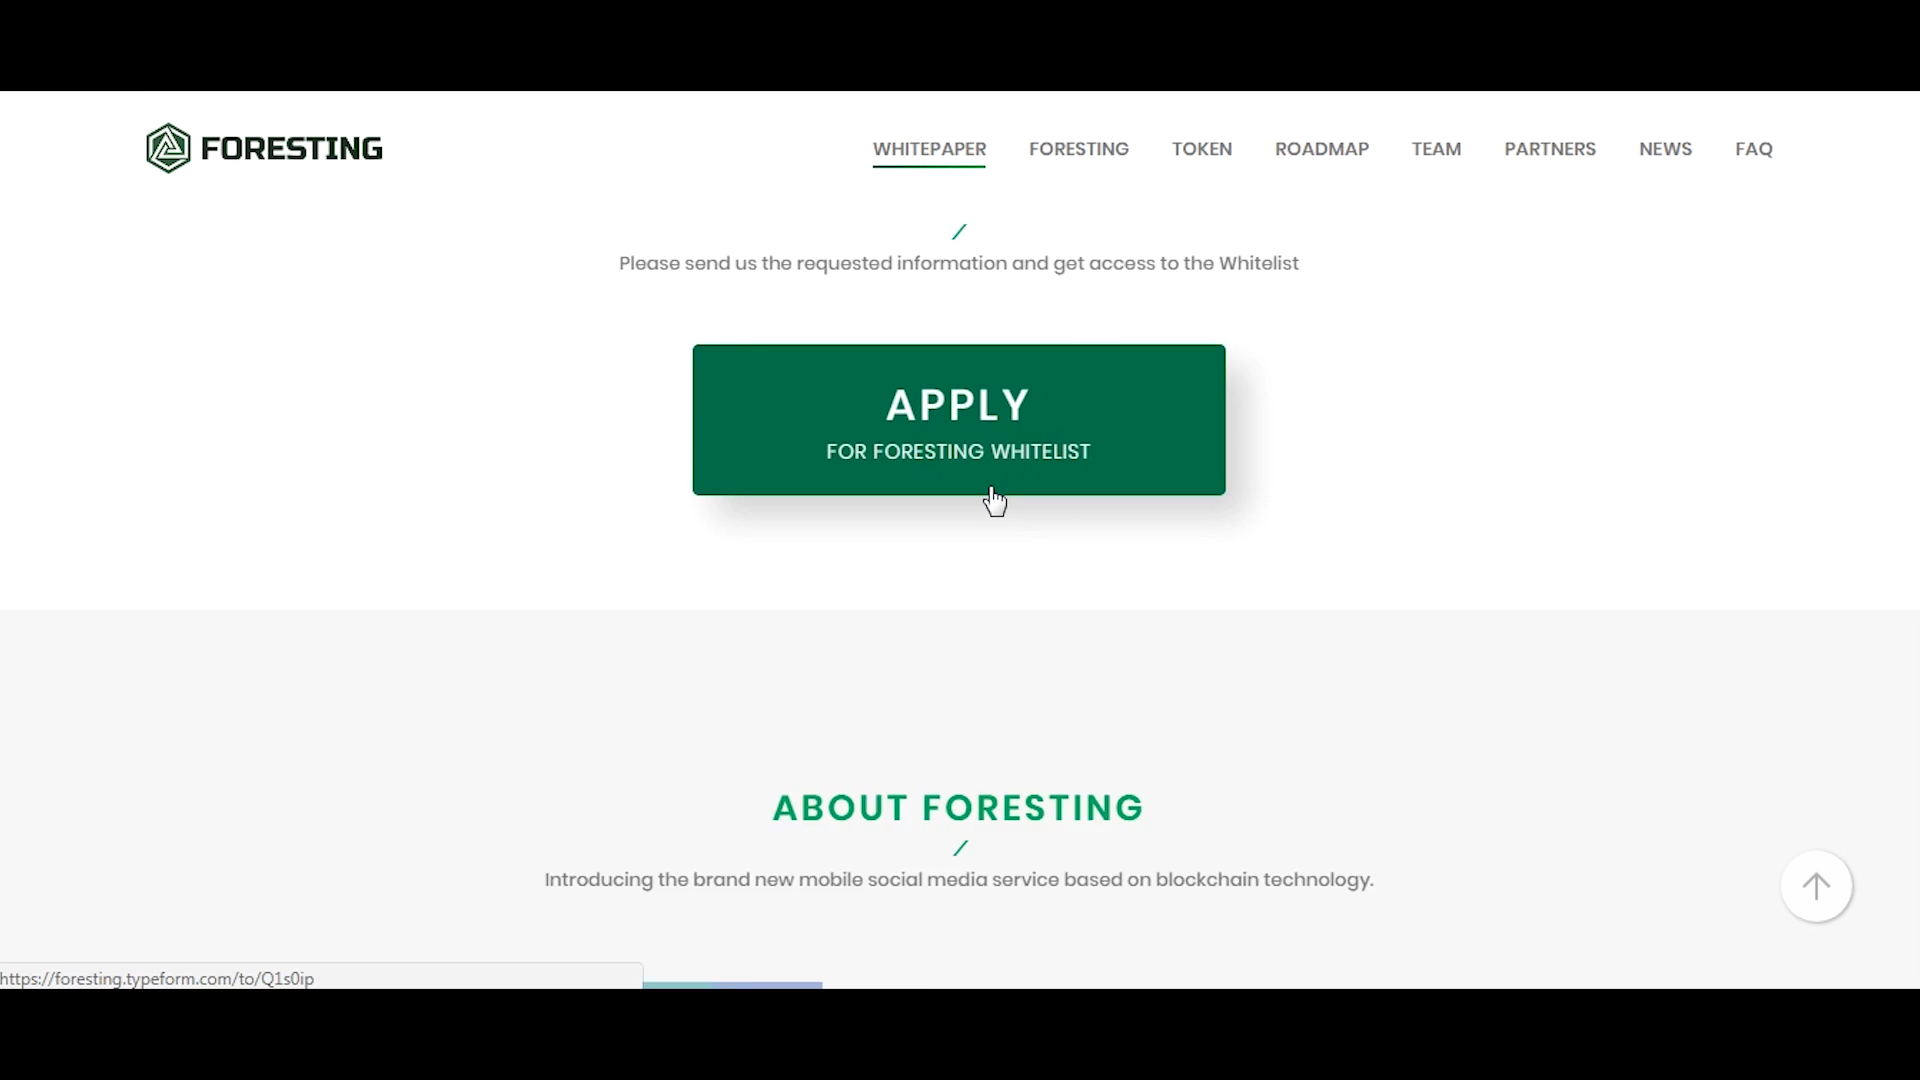 FORESTING
WHITEPAPER FORESTING TOKEN ROADMAP TEAM PARTNERS NEWS FAQ
Please send us the requested information and get access to the Whitelist
APPLY
FOR FORESTING WHITELIST
ABOUT FORESTING
Introducing the brand new mobile social media service based on blockchain technology.
https://foresting.typeform.com/to/Q1s0ip